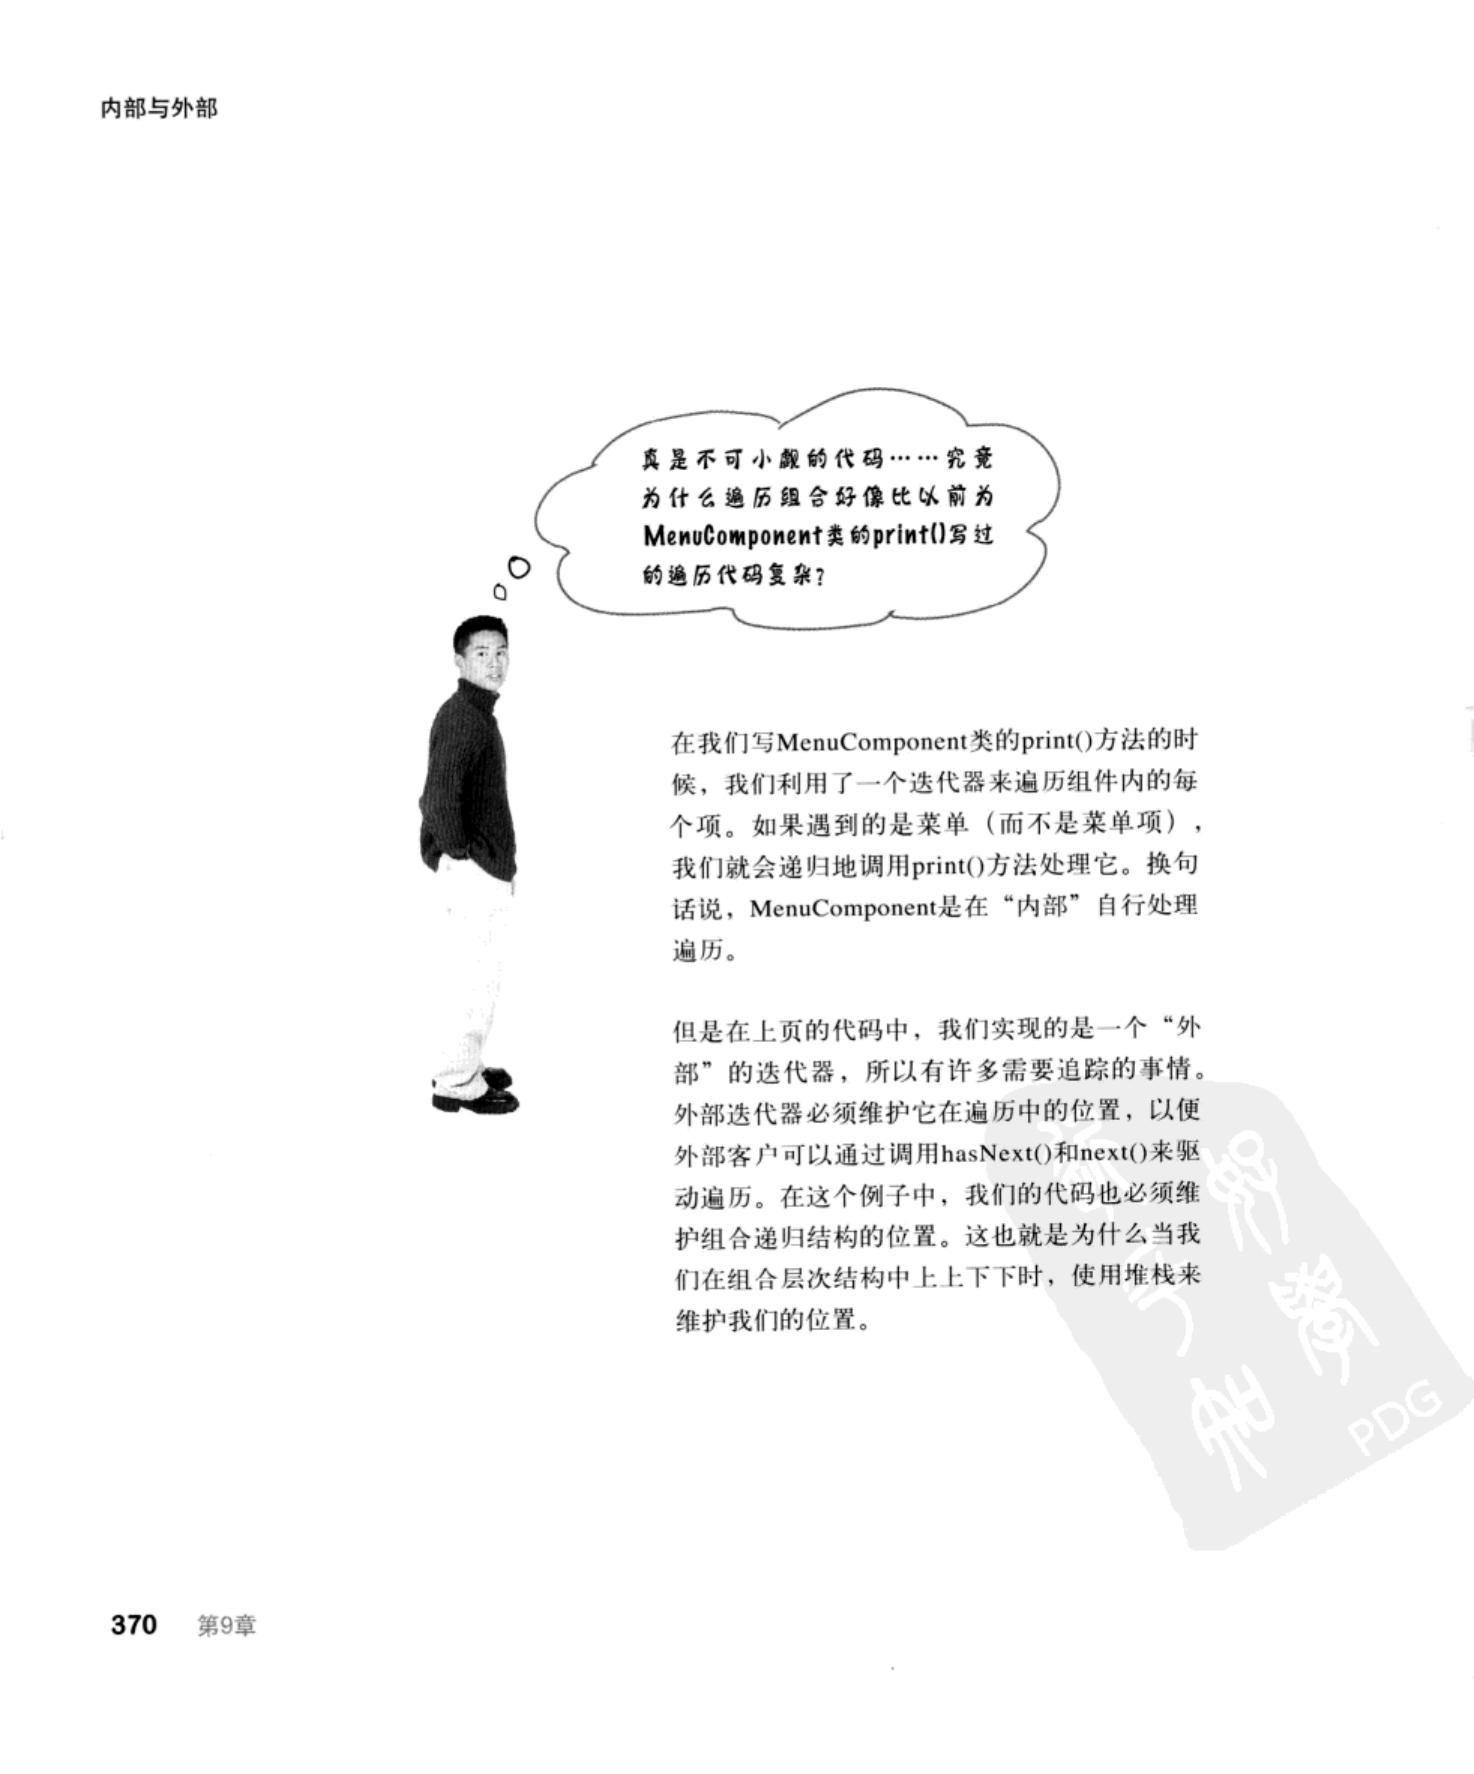 内部与外部
真是不可小觑的代码……究竟
为什么遍历组合好像比以前为
MenuComponent类的print()写过
的遍历代码复杂?
在我们写MenuComponent类的print()方法的时
候，我们利用了一个迭代器来遍历组件内的每
个项。如果遇到的是菜单（而不是菜单项），
我们就会递归地调用print()方法处理它。换句
话说，MenuComponent是在“内部”自行处理
遍历。
但是在上页的代码中，我们实现的是一个“外
部”的迭代器，所以有许多需要追踪的事情。
外部迭代器必须维护它在遍历中的位置，以便
外部客户可以通过调用hasNext()和next()来驱
动遍历。在这个例子中，我们的代码也必须维
护组合递归结构的位置。这也就是为什么当我
们在组合层次结构中上上下下时，使用堆栈来
维护我们的位置。
PDG
370 第9章